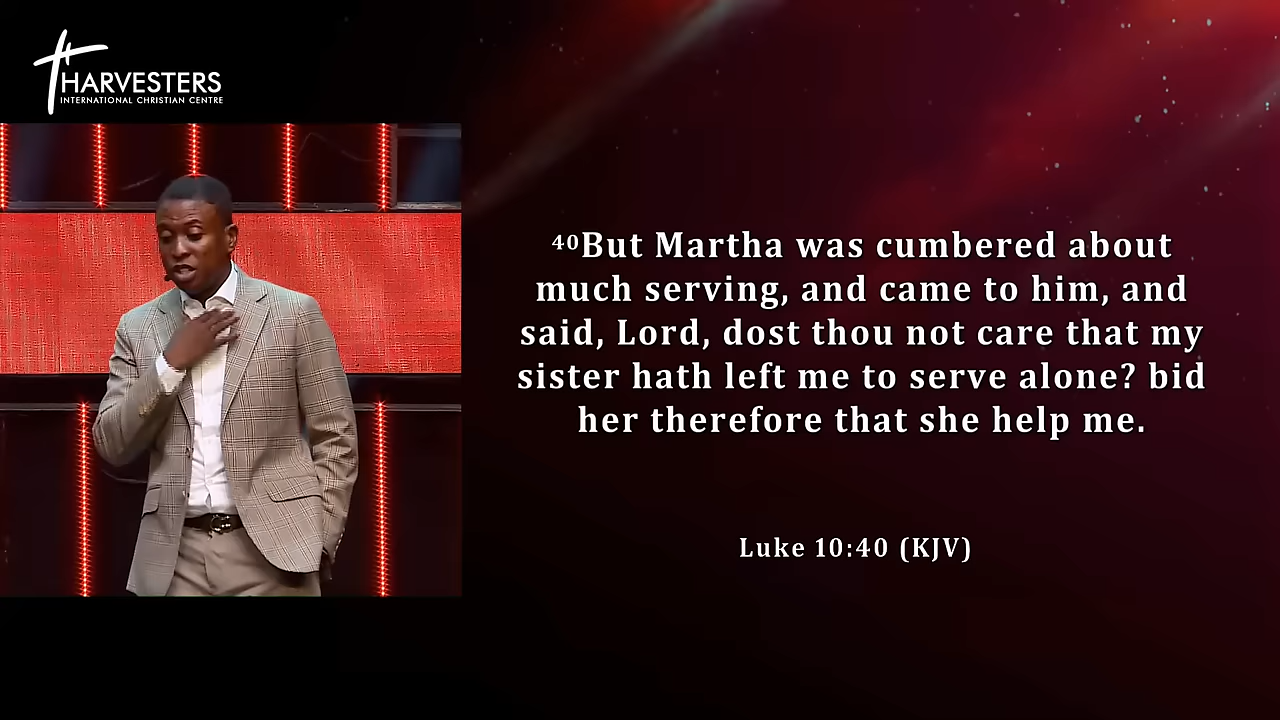 HARVESTERS
INTERNATIONAL CHRISTIAN CENTRE
⁴⁰But Martha was cumbered about
much serving, and came to him, and
said, Lord, dost thou not care that my
sister hath left me to serve alone? bid
her therefore that she help me.
Luke 10:40 (KJV)